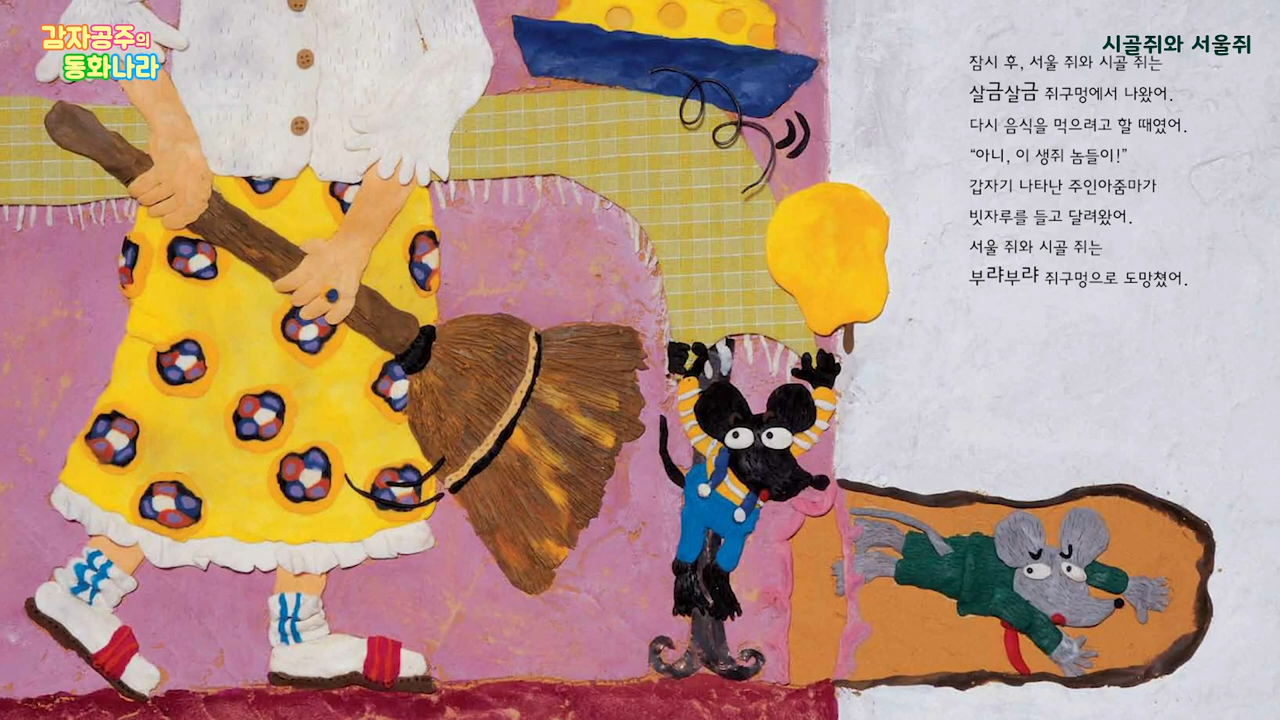 감자공주의
동화나라
시골쥐와 서울쥐
잠시 후, 서울 쥐와 시골 쥐는
살금살금 쥐구멍에서 나왔어.
다시 음식을 먹으려고 할 때였어.
“아니, 이 생쥐 놈들이!”
갑자기 나타난 주인아줌마가
빗자루를 들고 달려왔어.
서울 쥐와 시골 쥐는
부랴부랴 쥐구멍으로 도망쳤어.